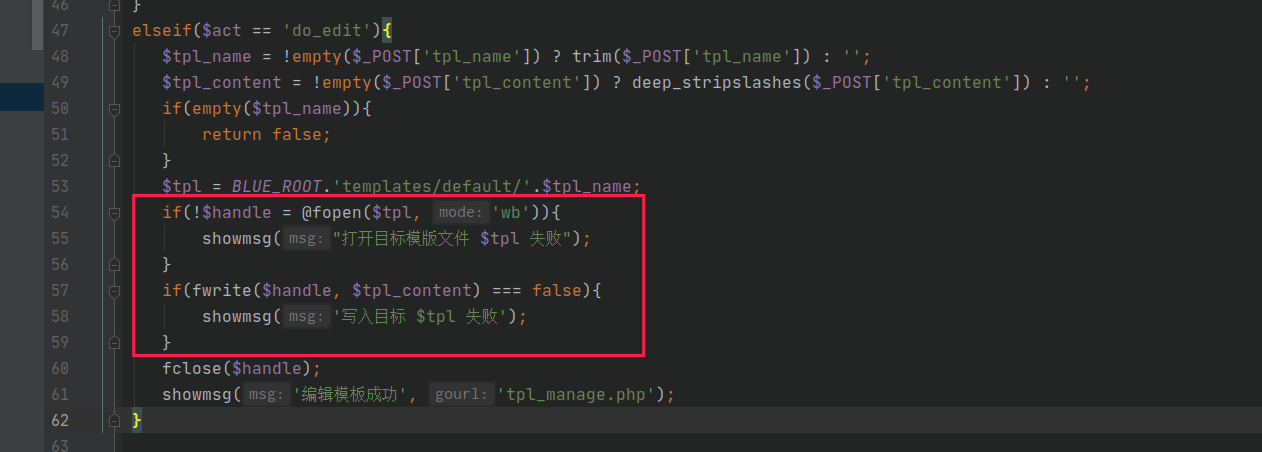 46 }
47 elseif($act == 'do_edit'){
48 $tpl_name = !empty($_POST['tpl_name']) ? trim($_POST['tpl_name']) : '';
49 $tpl_content = !empty($_POST['tpl_content']) ? deep_stripslashes($_POST['tpl_content']) : '';
50 if(empty($tpl_name)){
51 return false;
52 }
53 $tpl = BLUE_ROOT.'templates/default/'.$tpl_name;
54 if(!$handle = @fopen($tpl, mode: 'wb')){
55 showmsg( msg: "打开目标模版文件 $tpl 失败");
56 }
57 if(fwrite($handle, $tpl_content) === false){
58 showmsg( msg: '写入目标 $tpl 失败');
59 }
60 fclose($handle);
61 showmsg( msg: '编辑模板成功', gourl: 'tpl_manage.php');
62 }
63